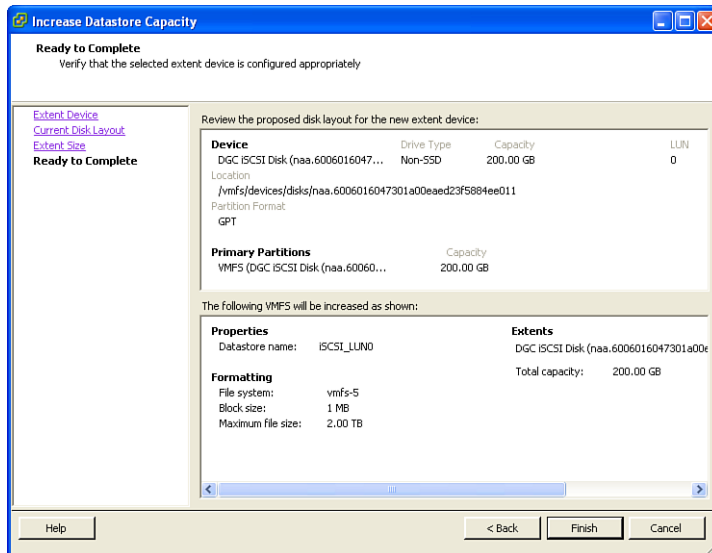 Increase Datastore Capacity
Ready to Complete
Verify that the selected extent device is configured appropriately
Extent Device
Current Disk Layout
Extent Size
Ready to Complete
Review the proposed disk layout for the new extent device:
Device Drive Type Capacity LUN
DGC iSCSI Disk (naa.6006016047... Non-SSD 200.00 GB 0
Location
/vmfs/devices/disks/naa.6006016047301a00eaed23f5884ee011
Partition Format
GPT
Primary Partitions Capacity
VMFS (DGC iSCSI Disk (naa.60060... 200.00 GB
The following VMFS will be increased as shown:
Properties Extents
Datastore name: iSCSI_LUN0 DGC iSCSI Disk (naa.6006016047301a00e
Total capacity: 200.00 GB
Formatting
File system: vmfs-5
Block size: 1 MB
Maximum file size: 2.00 TB
Help < Back Finish Cancel